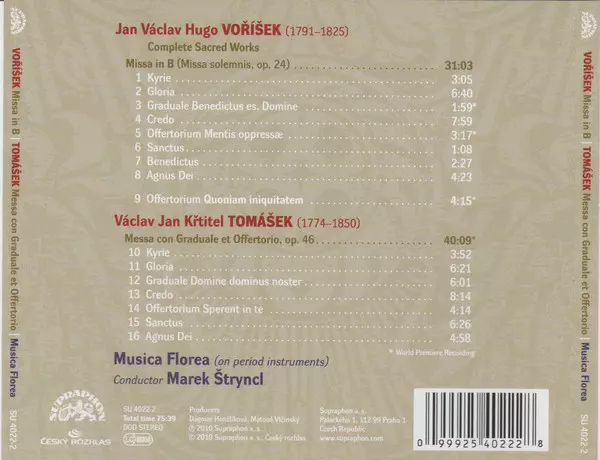 VOŘÍŠEK Missa in B | TOMÁŠEK Messa con Graduale et Offertorio | Musica Florea
SU 4022-2
Jan Václav Hugo VOŘÍŠEK (1791–1825)
Complete Sacred Works
Missa in B (Missa solemnis, op. 24) 31:03
1 Kyrie 3:05
2 Gloria 6:40
3 Graduale Benedictus es. Domine 1:59*
4 Credo 7:59
5 Offertorium Mentis oppressæ 3:17*
6 Sanctus 1:08
7 Benedictus 2:27
8 Agnus Dei 4:23
9 Offertorium Quoniam iniquitatem 4:15*
Václav Jan Křtitel TOMÁŠEK (1774–1850)
Messa con Graduale et Offertorio, op. 46 40:09*
10 Kyrie 3:52
11 Gloria 6:21
12 Graduale Domine dominus noster 6:01
13 Credo 8:14
14 Offertorium Sperent in te 5:14
15 Sanctus 6:26
16 Agnus Dei 4:58
* World Premiere Recording
Musica Florea (on period instruments)
Conductor Marek Štryncl
SUPRAPHON
ČESKÝ ROZHLAS
SU 4022-2
Total time 75:39
DDD STEREO
Producers
Ⓟ 2010 Supraphon a. s.
© 2010 Supraphon a. s., Český rozhlas
Supraphon a. s.
Palackého 1, 112 99 Praha 1
Czech Republic
www.supraphon.com
0 99925 40222 8
VOŘÍŠEK Missa in B | TOMÁŠEK Messa con Graduale et Offertorio | Musica Florea
SU 4022-2